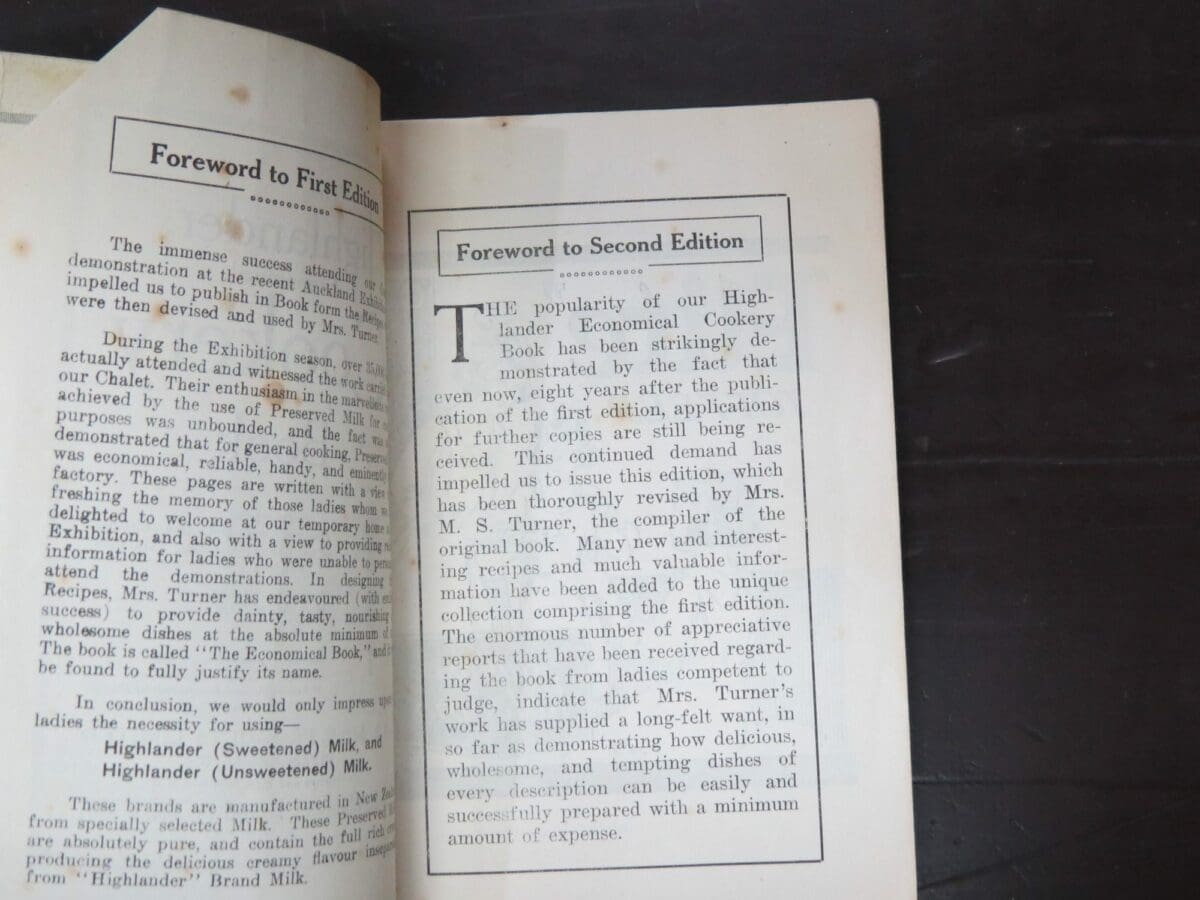 Foreword to First Edition
The immense success attending our
demonstration at the recent Auckland
impelled us to publish in Book form the
were then devised and used by Mrs. Turner.
During the Exhibition season, over
actually attended and witnessed the work
our Chalet. Their enthusiasm in the
achieved by the use of Preserved Milk for
purposes was unbounded, and the fact was
demonstrated that for general cooking,
was economical, reliable, handy, and eminently
factory. These pages are written with a view
freshing the memory of those ladies whom
delighted to welcome at our temporary home
Exhibition, and also with a view to providing
information for ladies who were unable to
attend the demonstrations. In designing
Recipes, Mrs. Turner has endeavoured (with
success) to provide dainty, tasty, nourishing
wholesome dishes at the absolute minimum of
The book is called "The Economical Book," and
be found to fully justify its name.
In conclusion, we would only impress upon
ladies the necessity for using—
Highlander (Sweetened) Milk, and
Highlander (Unsweetened) Milk.
These brands are manufactured in New
from specially selected Milk. These Preserved
are absolutely pure, and contain the full rich
producing the delicious creamy flavour
from "Highlander" Brand Milk.
Foreword to Second Edition
THE popularity of our High-
lander Economical Cookery
Book has been strikingly de-
monstrated by the fact that
even now, eight years after the publi-
cation of the first edition, applications
for further copies are still being re-
ceived. This continued demand has
impelled us to issue this edition, which
has been thoroughly revised by Mrs.
M. S. Turner, the compiler of the
original book. Many new and interest-
ing recipes and much valuable infor-
mation have been added to the unique
collection comprising the first edition.
The enormous number of appreciative
reports that have been received regard-
ing the book from ladies competent to
judge, indicate that Mrs. Turner's
work has supplied a long-felt want, in
so far as demonstrating how delicious,
wholesome, and tempting dishes of
every description can be easily and
successfully prepared with a minimum
amount of expense.